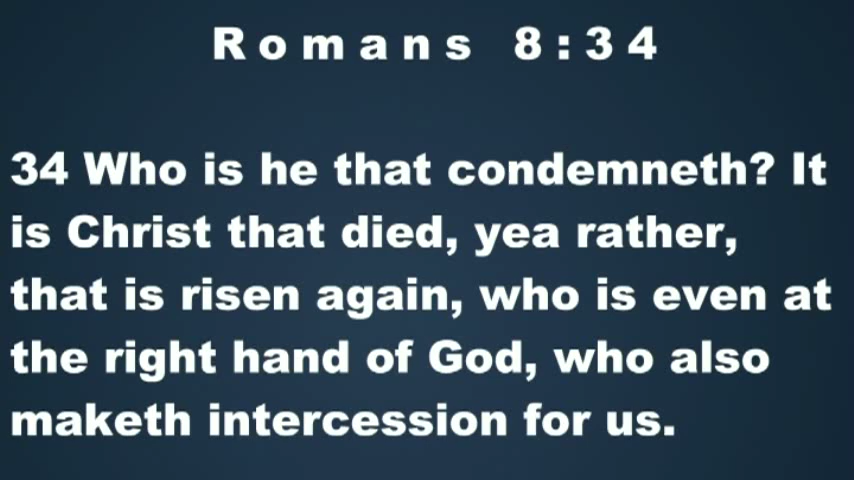 Romans 8:34
34 Who is he that condemneth? It
is Christ that died, yea rather,
that is risen again, who is even at
the right hand of God, who also
maketh intercession for us.